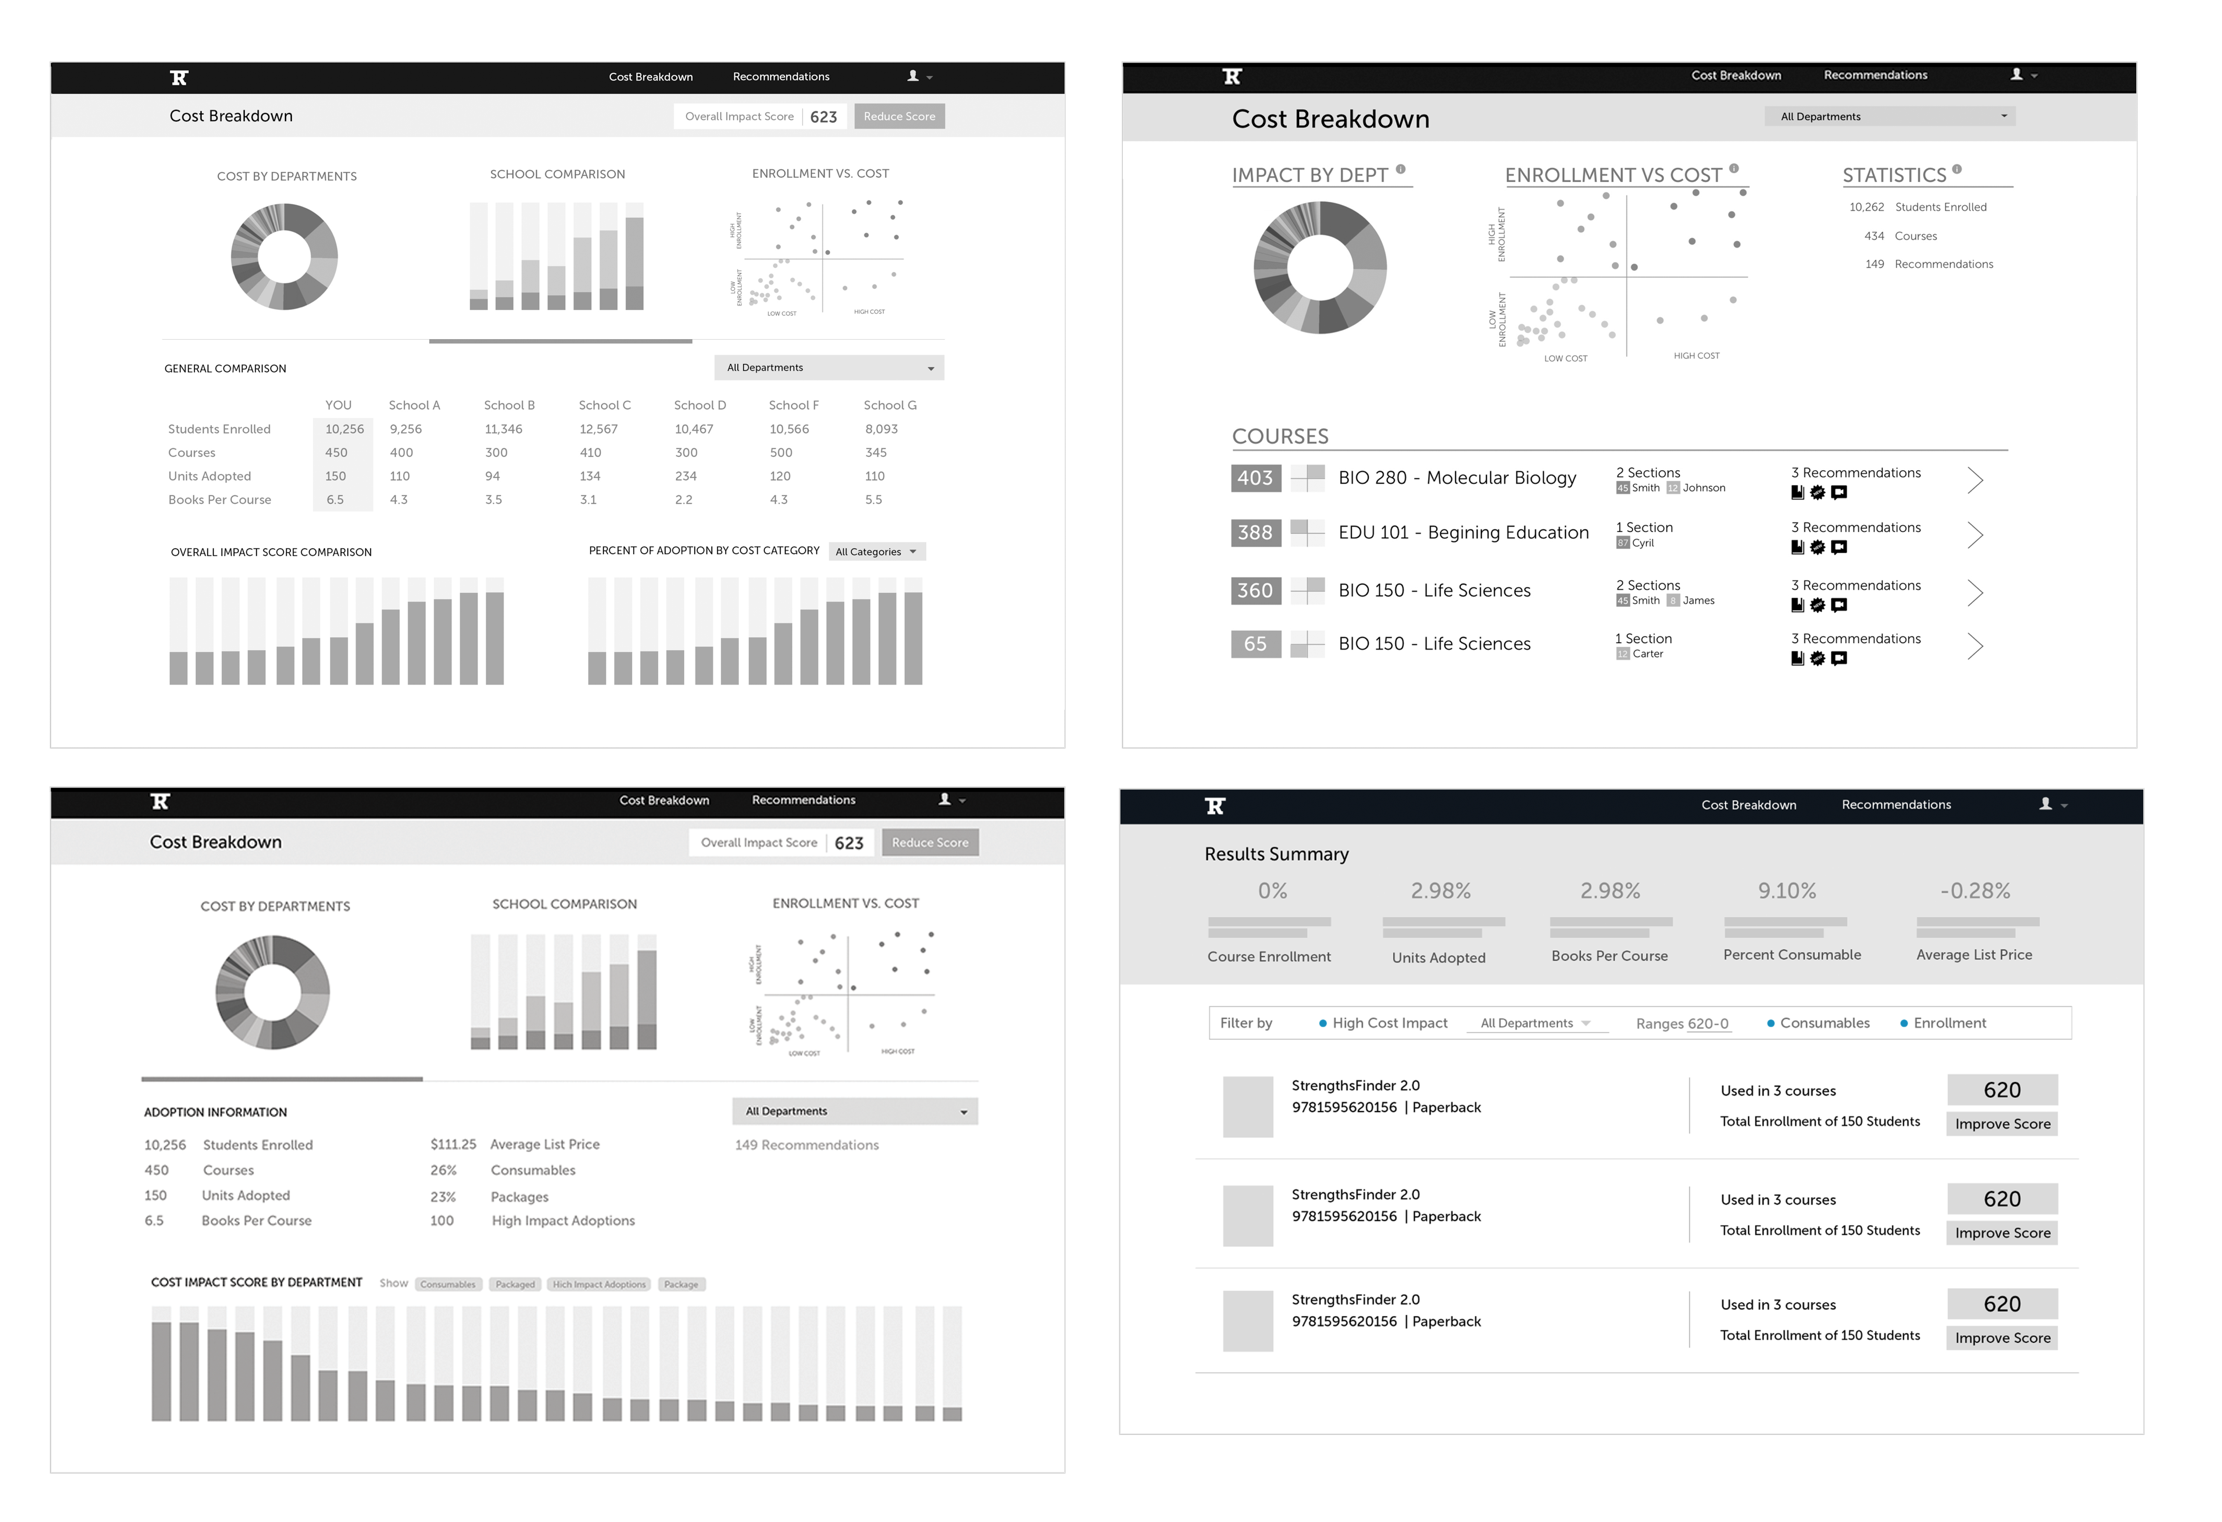 Cost Breakdown Recommendations
Cost Breakdown Overall Impact Score 623 Reduce Score
COST BY DEPARTMENTS SCHOOL COMPARISON ENROLLMENT VS. COST
HIGH ENROLLMENT
LOW ENROLLMENT
LOW COST HIGH COST
GENERAL COMPARISON All Departments
YOU School A School B School C School D School F School G
Students Enrolled 10,256 9,256 11,346 12,567 10,467 10,566 8,093
Courses 450 400 300 410 300 500 345
Units Adopted 150 110 94 134 234 120 110
Books Per Course 6.5 4.3 3.5 3.1 2.2 4.3 5.5
OVERALL IMPACT SCORE COMPARISON PERCENT OF ADOPTION BY COST CATEGORY All Categories
Cost Breakdown Recommendations
Cost Breakdown All Departments
IMPACT BY DEPT ENROLLMENT VS COST STATISTICS
HIGH ENROLLMENT
LOW ENROLLMENT
LOW COST HIGH COST
10,262 Students Enrolled
434 Courses
149 Recommendations
COURSES
403 BIO 280 - Molecular Biology 2 Sections 3 Recommendations
45 Smith 12 Johnson
388 EDU 101 - Begining Education 1 Section 3 Recommendations
87 Cyril
360 BIO 150 - Life Sciences 2 Sections 3 Recommendations
45 Smith 8 James
65 BIO 150 - Life Sciences 1 Section 3 Recommendations
12 Carter
Cost Breakdown Recommendations
Cost Breakdown Overall Impact Score 623 Reduce Score
COST BY DEPARTMENTS SCHOOL COMPARISON ENROLLMENT VS. COST
HIGH ENROLLMENT
LOW ENROLLMENT
LOW COST HIGH COST
ADOPTION INFORMATION All Departments
10,256 Students Enrolled $111.25 Average List Price 149 Recommendations
450 Courses 26% Consumables
150 Units Adopted 23% Packages
6.5 Books Per Course 100 High Impact Adoptions
COST IMPACT SCORE BY DEPARTMENT Show Consumables Packaged Hich Impact Adoptions Package
Cost Breakdown Recommendations
Results Summary
0% 2.98% 2.98% 9.10% -0.28%
Course Enrollment Units Adopted Books Per Course Percent Consumable Average List Price
Filter by High Cost Impact All Departments Ranges 620-0 Consumables Enrollment
StrengthsFinder 2.0 Used in 3 courses 620
9781595620156 | Paperback Total Enrollment of 150 Students Improve Score
StrengthsFinder 2.0 Used in 3 courses 620
9781595620156 | Paperback Total Enrollment of 150 Students Improve Score
StrengthsFinder 2.0 Used in 3 courses 620
9781595620156 | Paperback Total Enrollment of 150 Students Improve Score